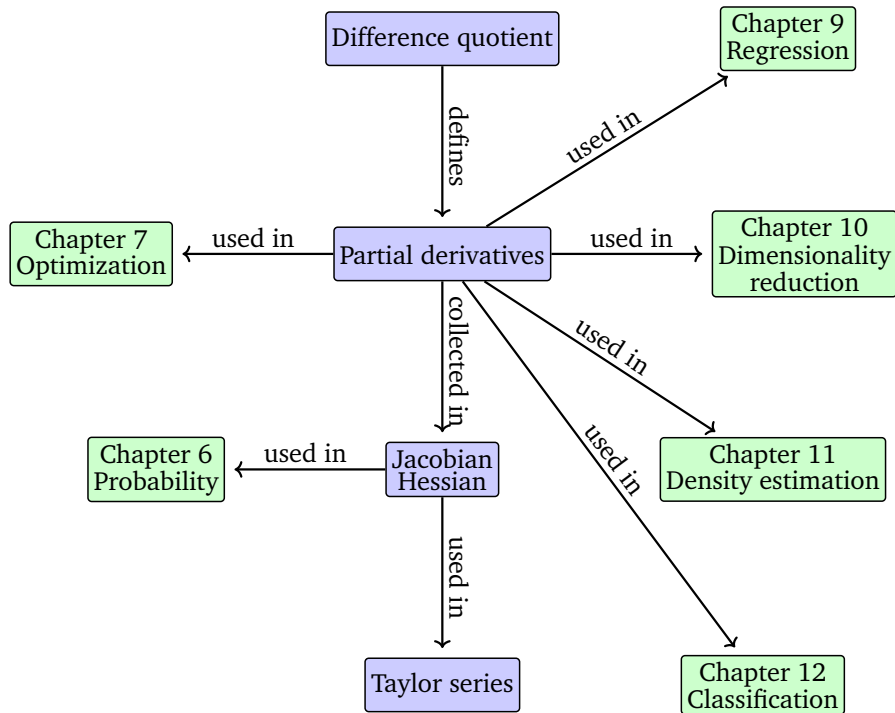 Difference quotient
Chapter 9
Regression
defines
used in
Chapter 7
Optimization
used in
Partial derivatives
used in
Chapter 10
Dimensionality
reduction
collected in
used in
used in
Chapter 6
Probability
used in
Jacobian
Hessian
Chapter 11
Density estimation
used in
Taylor series
Chapter 12
Classification